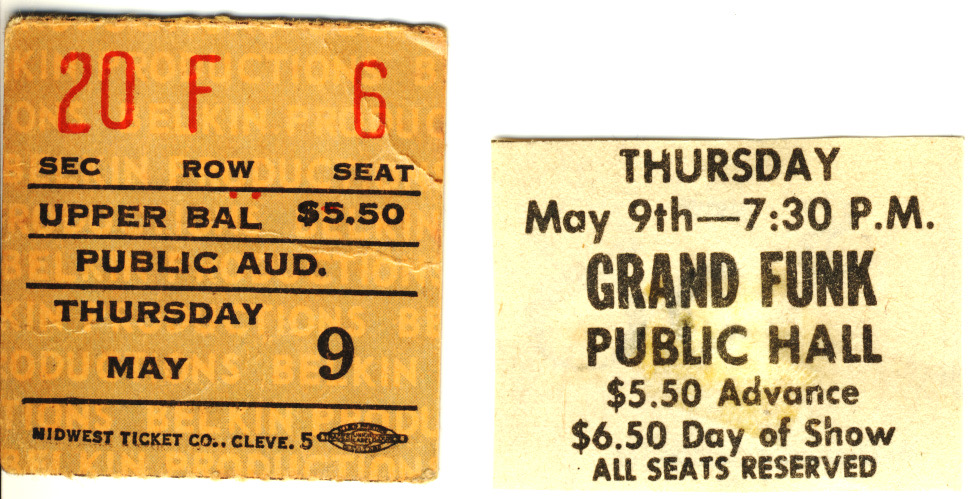 20 F 6
SEC ROW SEAT
UPPER BAL $5.50
PUBLIC AUD.
THURSDAY
MAY 9
MIDWEST TICKET CO., CLEVE. 5
THURSDAY
May 9th—7:30 P.M.
GRAND FUNK
PUBLIC HALL
$5.50 Advance
$6.50 Day of Show
ALL SEATS RESERVED